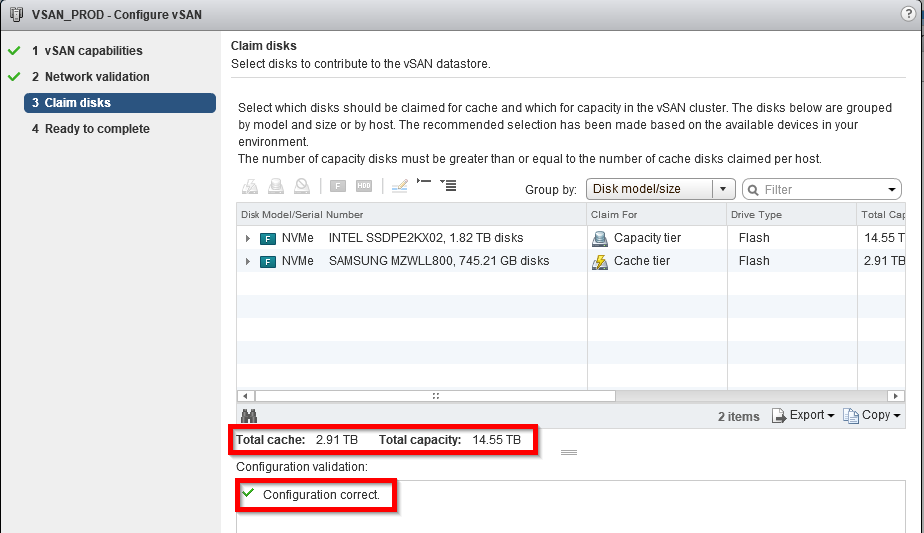 VSAN_PROD - Configure vSAN
?
1 vSAN capabilities
2 Network validation
3 Claim disks
4 Ready to complete
Claim disks
Select disks to contribute to the vSAN datastore.
Select which disks should be claimed for cache and which for capacity in the vSAN cluster. The disks below are grouped
by model and size or by host. The recommended selection has been made based on the available devices in your
environment.
The number of capacity disks must be greater than or equal to the number of cache disks claimed per host.
F HDD Group by: Disk model/size Filter
Disk Model/Serial Number Claim For Drive Type Total Cap
F NVMe INTEL SSDPE2KX02, 1.82 TB disks Capacity tier Flash 14.55 T
F NVMe SAMSUNG MZWLL800, 745.21 GB disks Cache tier Flash 2.91 TB
2 items Export Copy
Total cache: 2.91 TB Total capacity: 14.55 TB
Configuration validation:
Configuration correct.